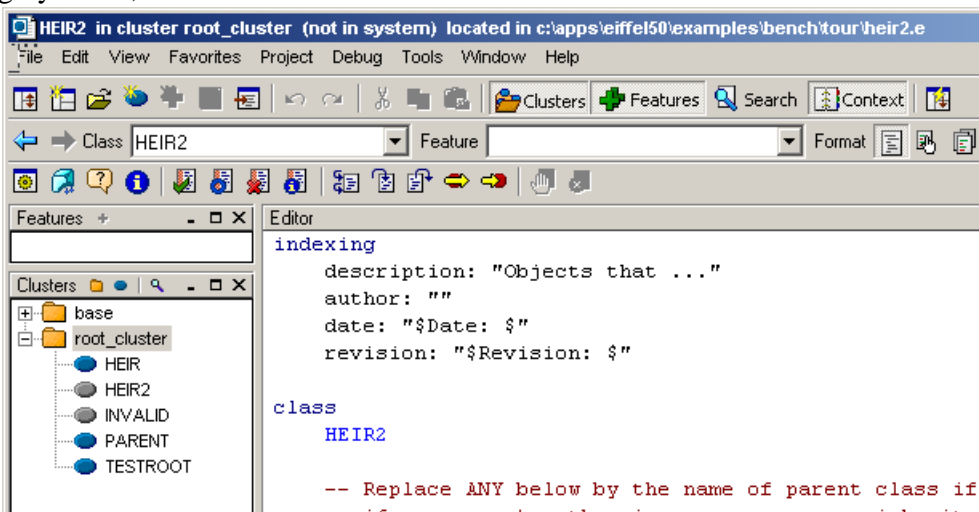 HEIR2 in cluster root_cluster (not in system) located in c:\apps\eiffel50\examples\bench\tour\heir2.e
File Edit View Favorites Project Debug Tools Window Help
Clusters Features Search Context
Class HEIR2 Feature Format
Features
Editor
indexing
description: "Objects that ..."
author: ""
date: "$Date: $"
revision: "$Revision: $"
Clusters
base
root_cluster
HEIR
HEIR2
INVALID
PARENT
TESTROOT
class
HEIR2
-- Replace ANY below by the name of parent class if